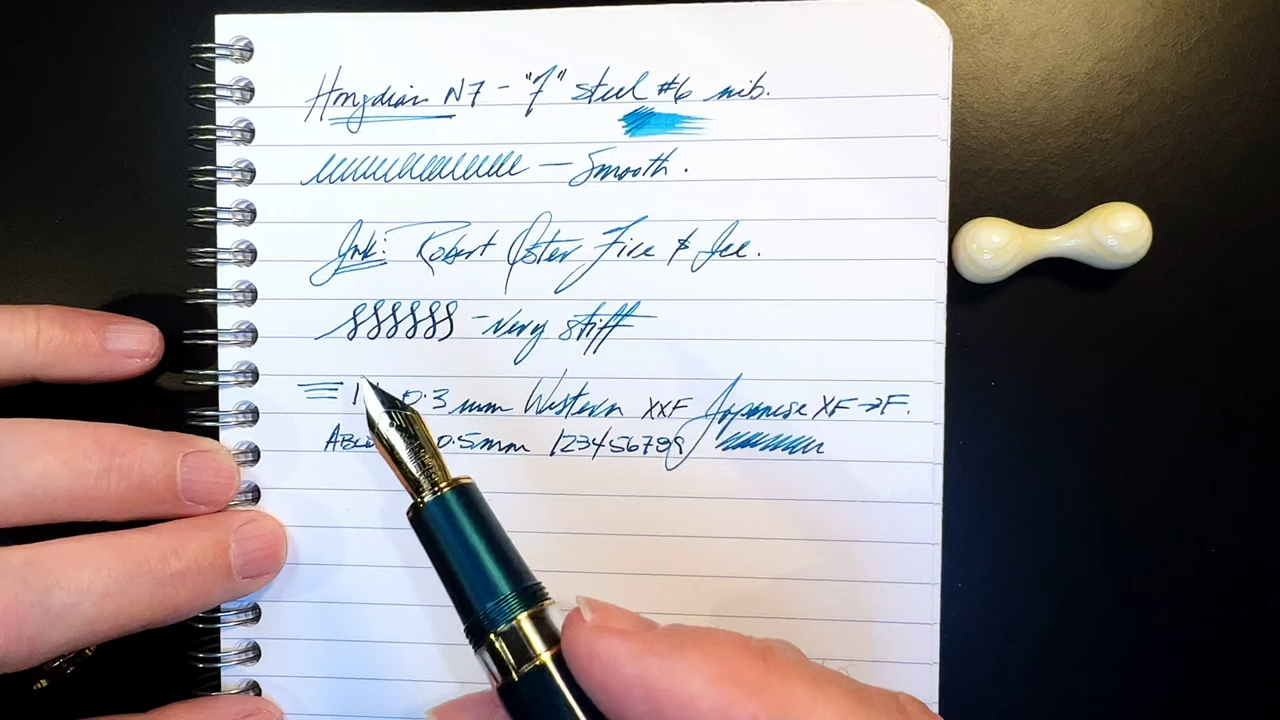 Hongdian N7 - "f" steel #6 nib.
- Smooth.
Ink: Robert Oster Fire & Ice.
- Very stiff
0.3 mm Western XXF Japanese XF → F.
ABCD 0.5mm 123456789